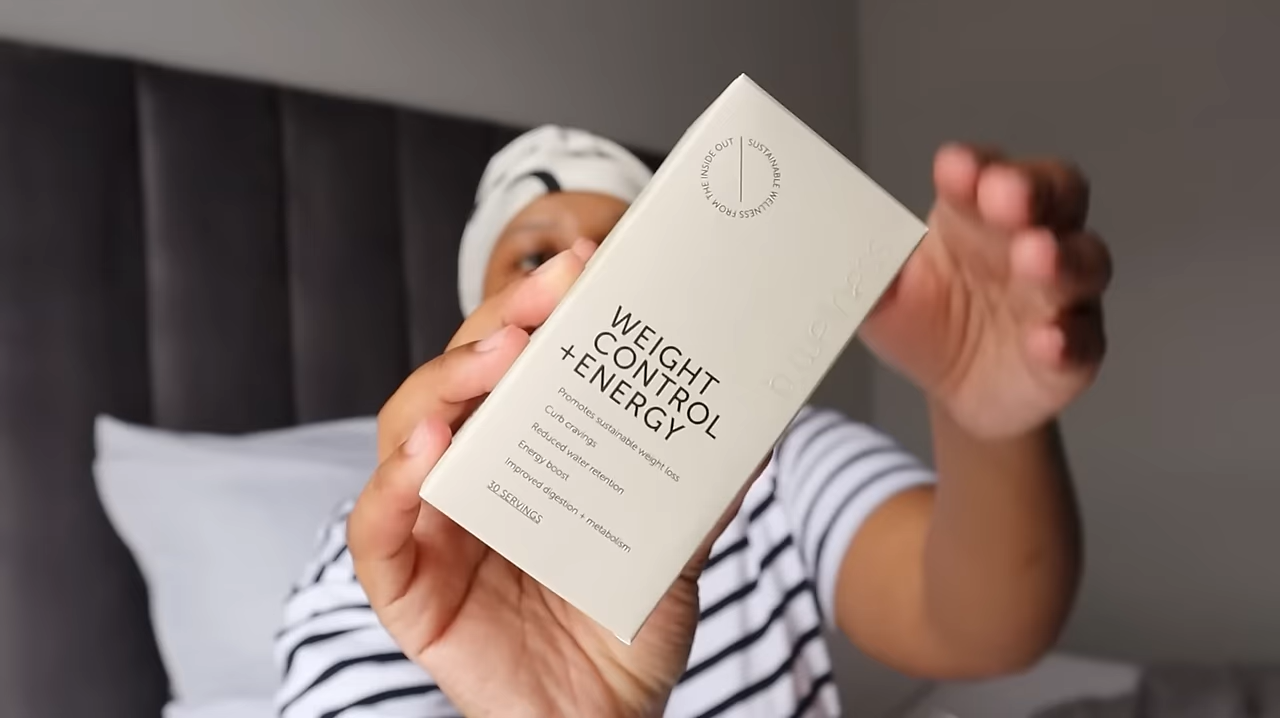 SUSTAINABLE WELLNESS FROM THE INSIDE OUT
WEIGHT
CONTROL
+ENERGY
Promotes sustainable weight loss
Curb cravings
Reduced water retention
Energy boost
Improved digestion + metabolism
30 SERVINGS